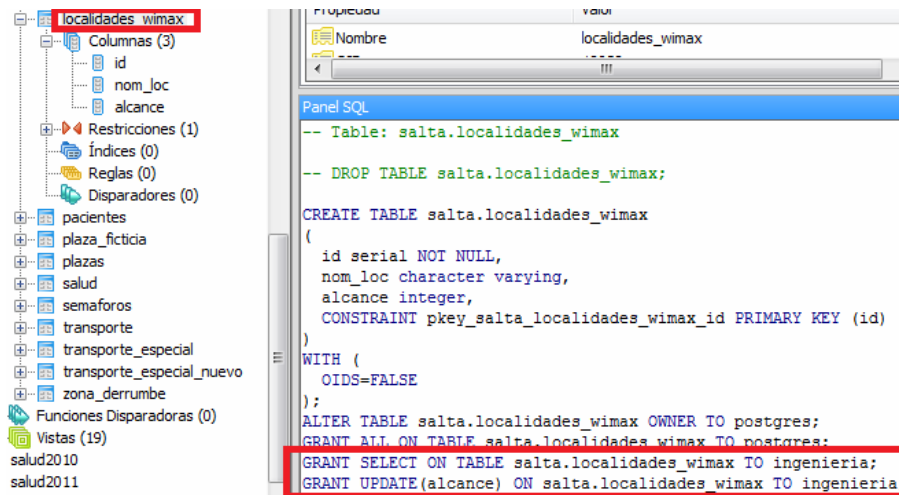 localidades_wimax
Columnas (3)
id
nom_loc
alcance
Restricciones (1)
Índices (0)
Reglas (0)
Disparadores (0)
pacientes
plaza_ficticia
plazas
salud
semaforos
transporte
transporte_especial
transporte_especial_nuevo
zona_derrumbe
Funciones Disparadoras (0)
Vistas (19)
salud2010
salud2011
Propiedad Valor
Nombre localidades_wimax
Panel SQL
-- Table: salta.localidades_wimax
-- DROP TABLE salta.localidades_wimax;
CREATE TABLE salta.localidades_wimax
(
id serial NOT NULL,
nom_loc character varying,
alcance integer,
CONSTRAINT pkey_salta_localidades_wimax_id PRIMARY KEY (id)
)
WITH (
OIDS=FALSE
);
ALTER TABLE salta.localidades_wimax OWNER TO postgres;
GRANT ALL ON TABLE salta.localidades_wimax TO postgres;
GRANT SELECT ON TABLE salta.localidades_wimax TO ingenieria;
GRANT UPDATE(alcance) ON salta.localidades_wimax TO ingenieria